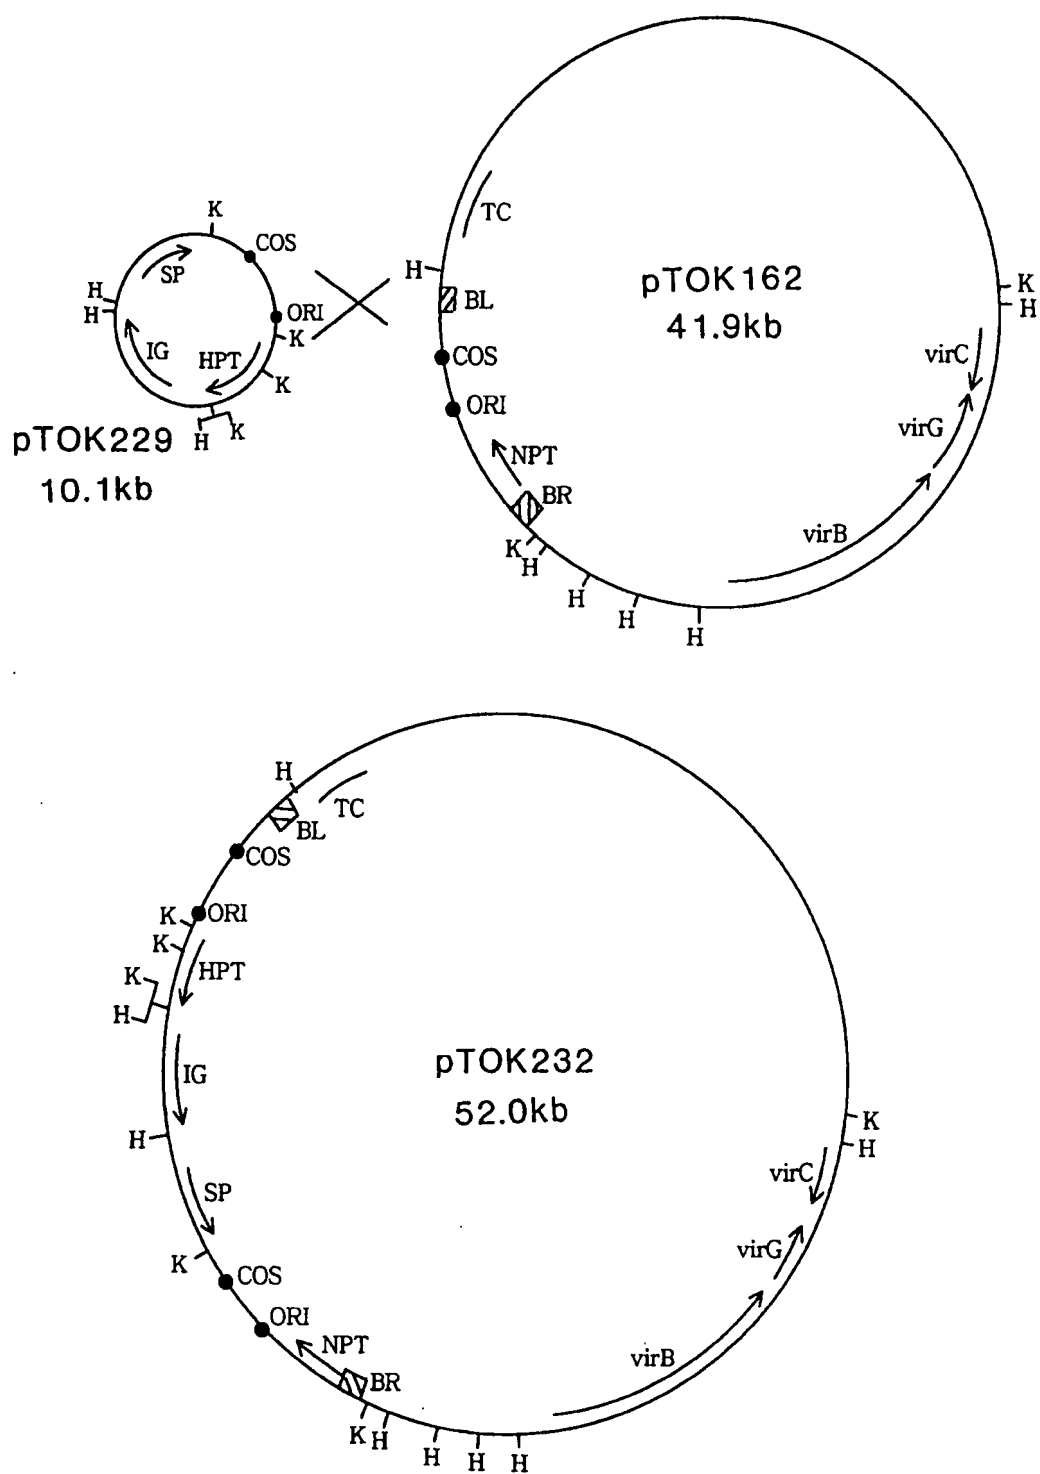 K
COS
SP
H
H
ORI
K
IG
HPT
K
H
K
pTOK229
10.1kb
TC
H
BL
COS
ORI
NPT
BR
K
H
H
H
H
pTOK162
41.9kb
K
H
virC
virG
virB
H
TC
BL
COS
K
ORI
K
HPT
K
H
IG
H
SP
K
COS
ORI
NPT
BR
K
H
H
H
H
pTOK232
52.0kb
K
H
virC
virG
virB